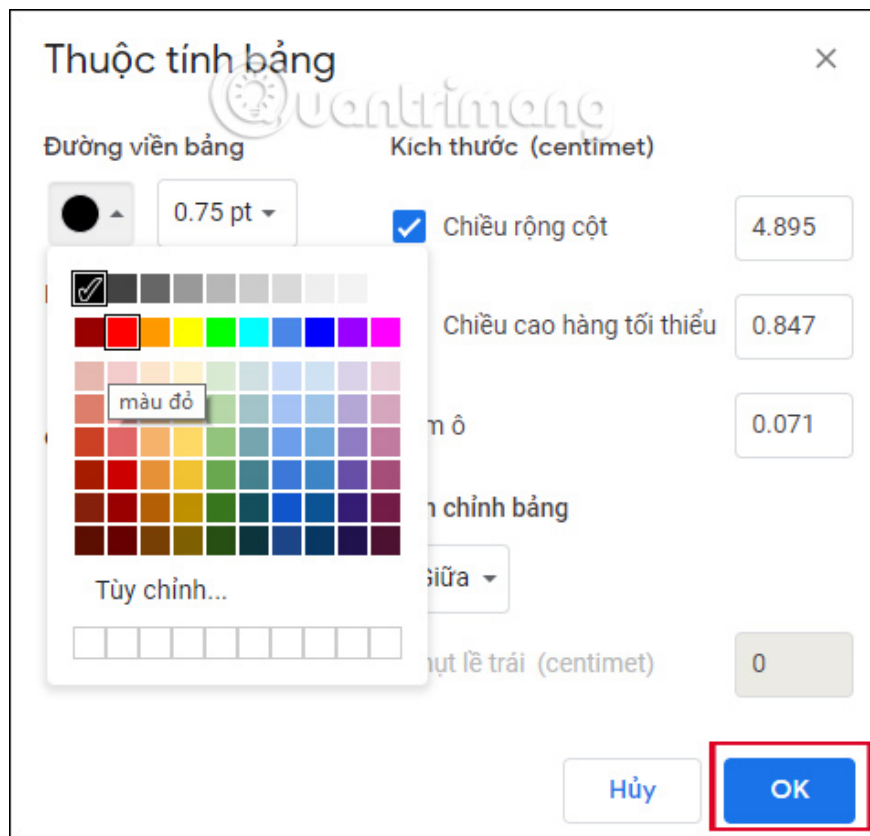 Thuộc tính bảng
Quantrimang
Đường viền bảng
Kích thước (centimet)
0.75 pt
Chiều rộng cột
4.895
Chiều cao hàng tối thiểu
0.847
màu đỏ
m ô
0.071
chỉnh bảng
Giữa
Tùy chỉnh...
lề trái (centimet)
0
Hủy
OK